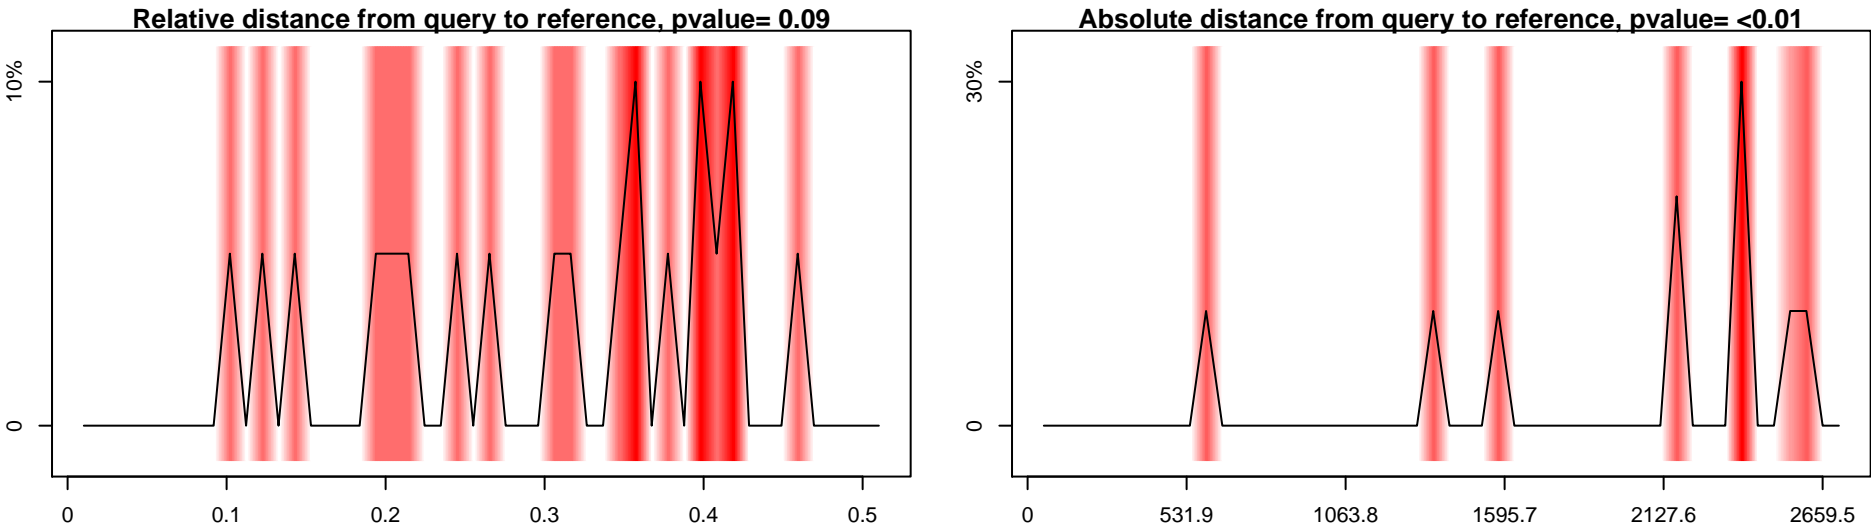 Relative distance from query to reference, pvalue= 0.09
10%
0
0 0.1 0.2 0.3 0.4 0.5
Absolute distance from query to reference, pvalue= <0.01
30%
0
0 531.9 1063.8 1595.7 2127.6 2659.5